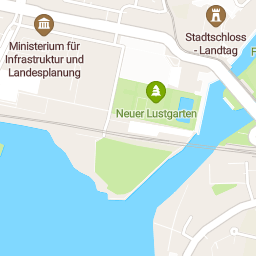 Ministerium für
Infrastruktur und
Landesplanung
Stadtschloss
- Landtag
Neuer Lustgarten